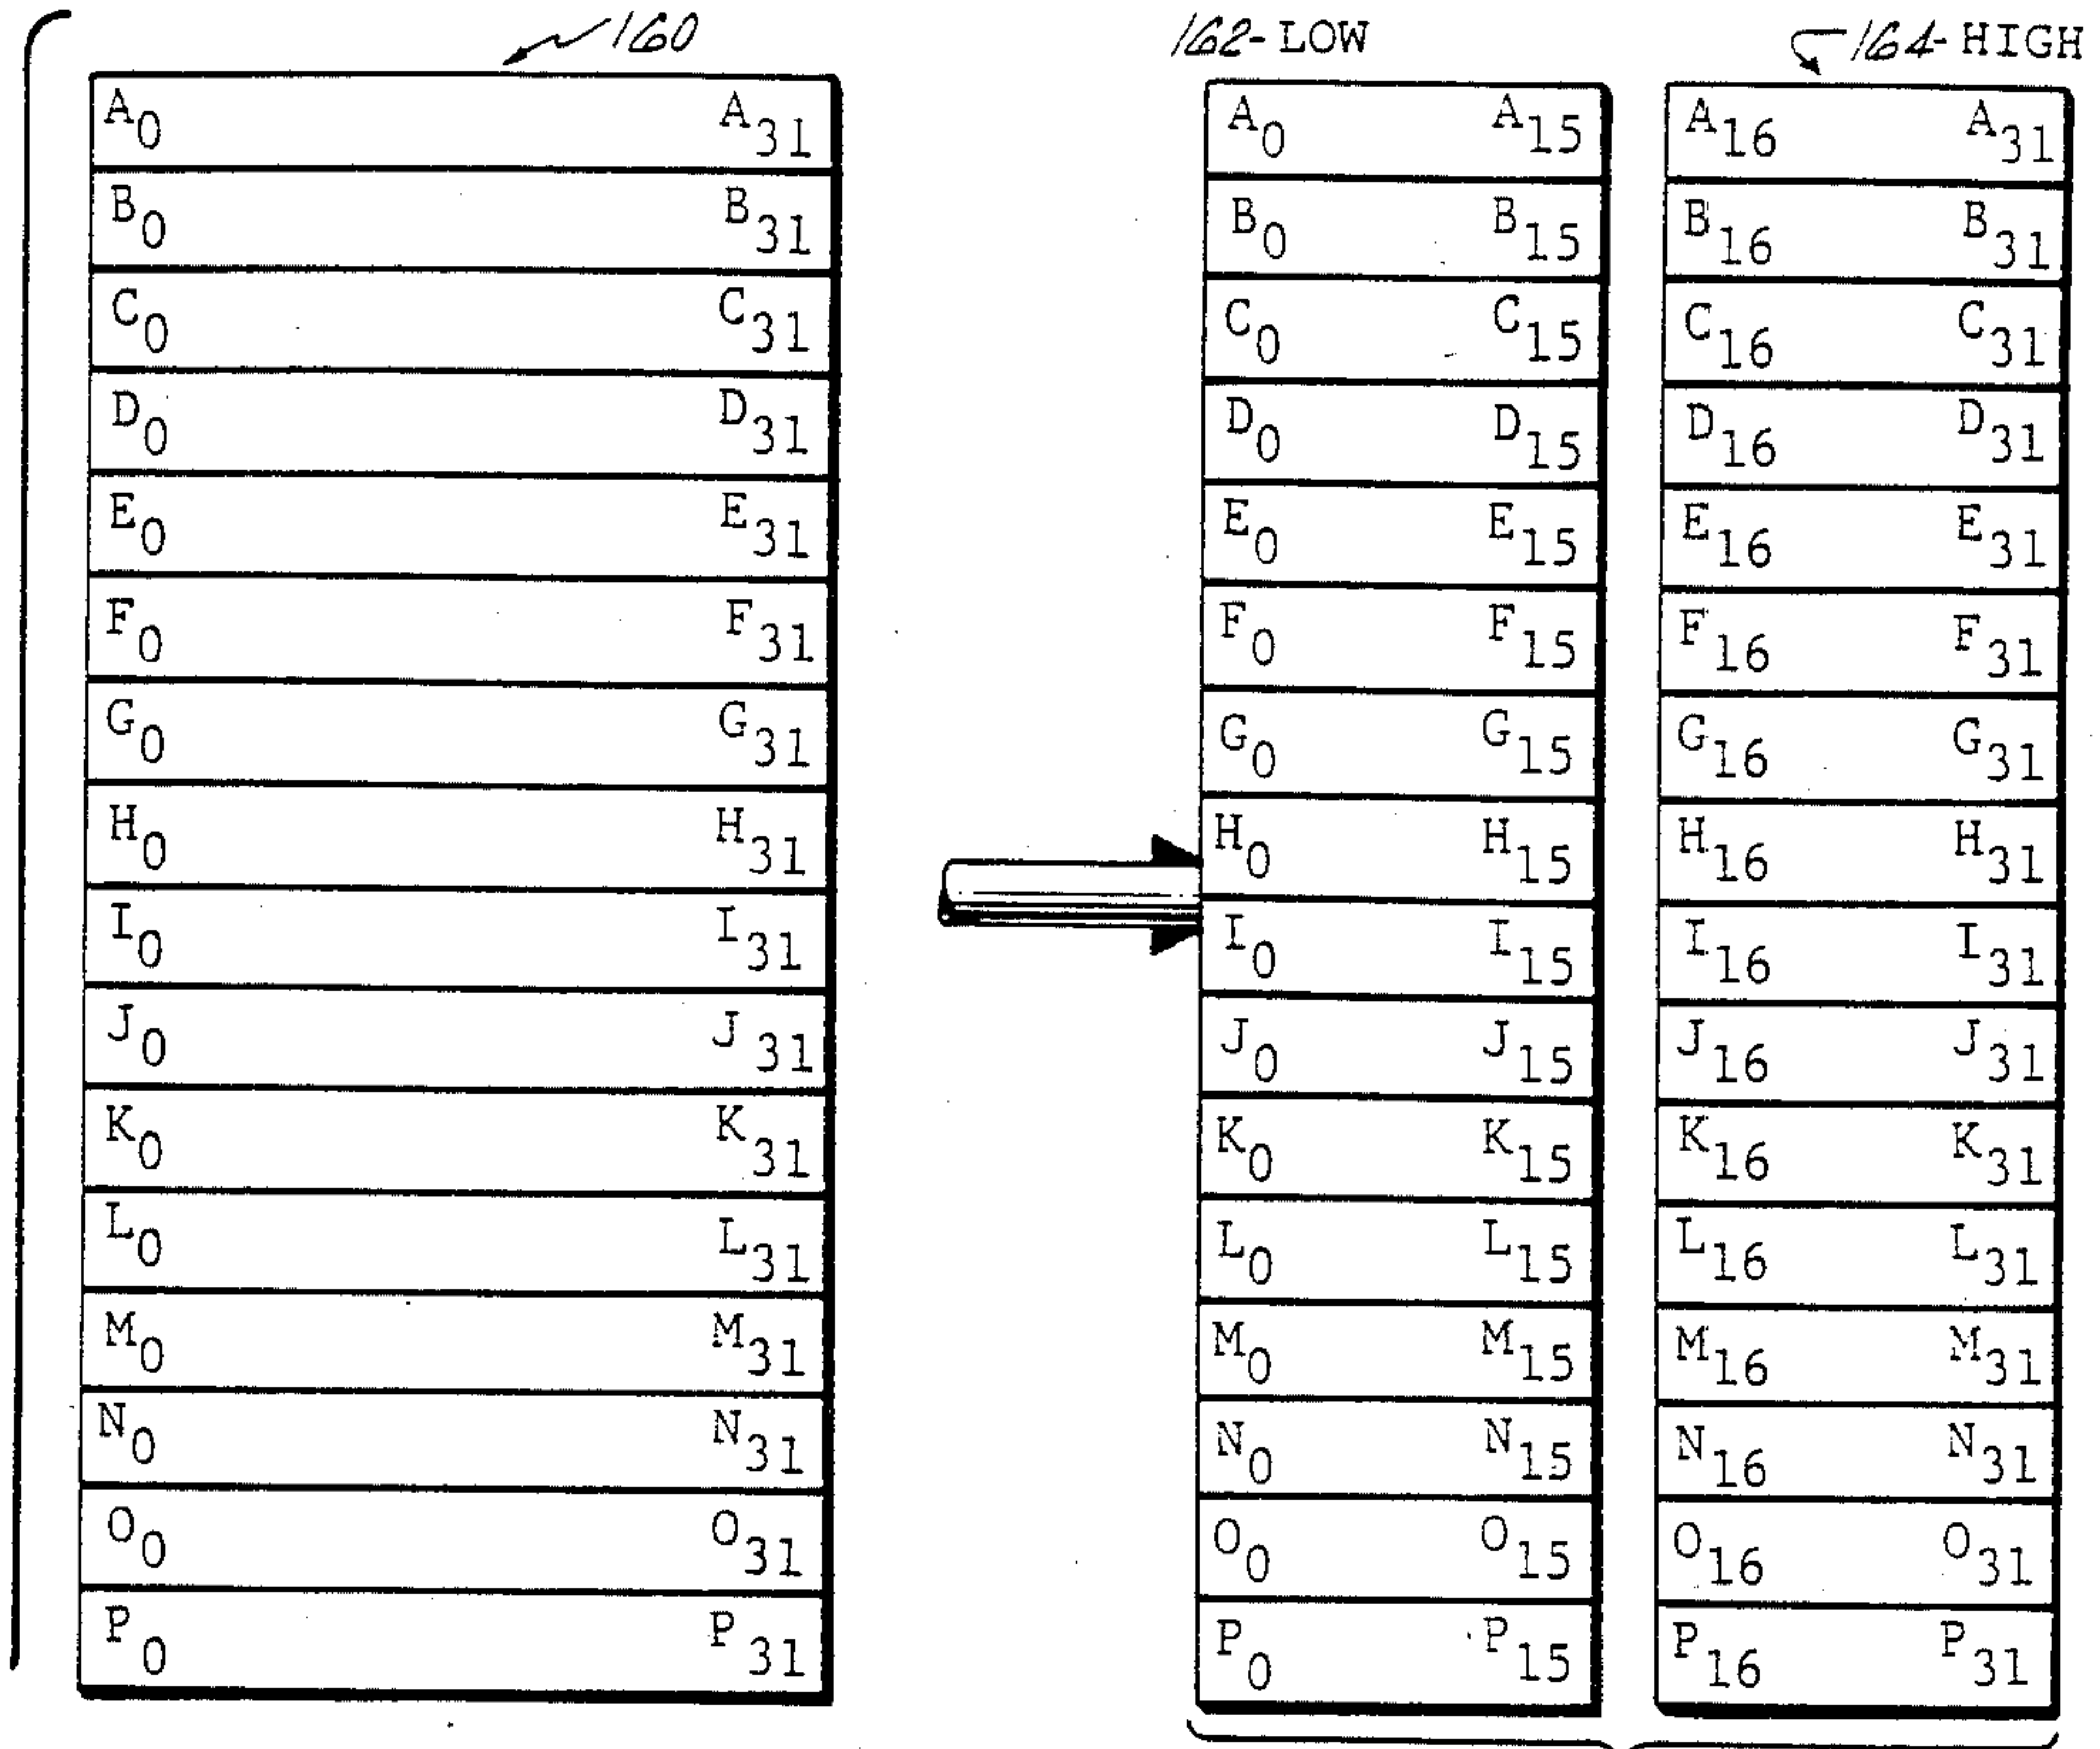 160 162-LOW 164-HIGH
A0 A31 A0 A15 A16 A31
B0 B31 B0 B15 B16 B31
C0 C31 C0 C15 C16 C31
D0 D31 D0 D15 D16 D31
E0 E31 E0 E15 E16 E31
F0 F31 F0 F15 F16 F31
G0 G31 G0 G15 G16 G31
H0 H31 H0 H15 H16 H31
I0 I31 I0 I15 I16 I31
J0 J31 J0 J15 J16 J31
K0 K31 K0 K15 K16 K31
L0 L31 L0 L15 L16 L31
M0 M31 M0 M15 M16 M31
N0 N31 N0 N15 N16 N31
O0 O31 O0 O15 O16 O31
P0 P31 P0 P15 P16 P31